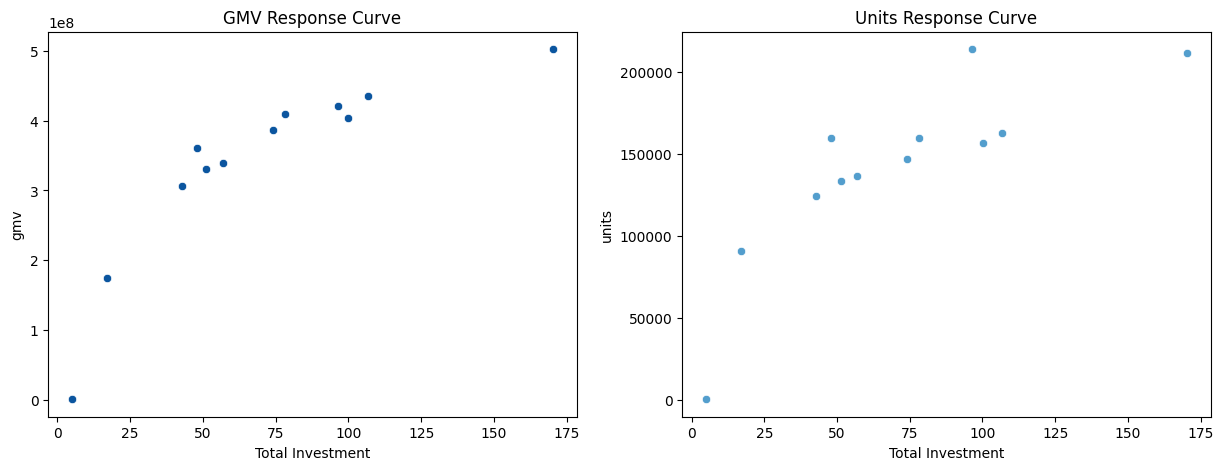 GMV Response Curve
1e8
5
4
3
2
1
0
gmv
0 25 50 75 100 125 150 175
Total Investment
Units Response Curve
200000
150000
100000
50000
0
units
0 25 50 75 100 125 150 175
Total Investment